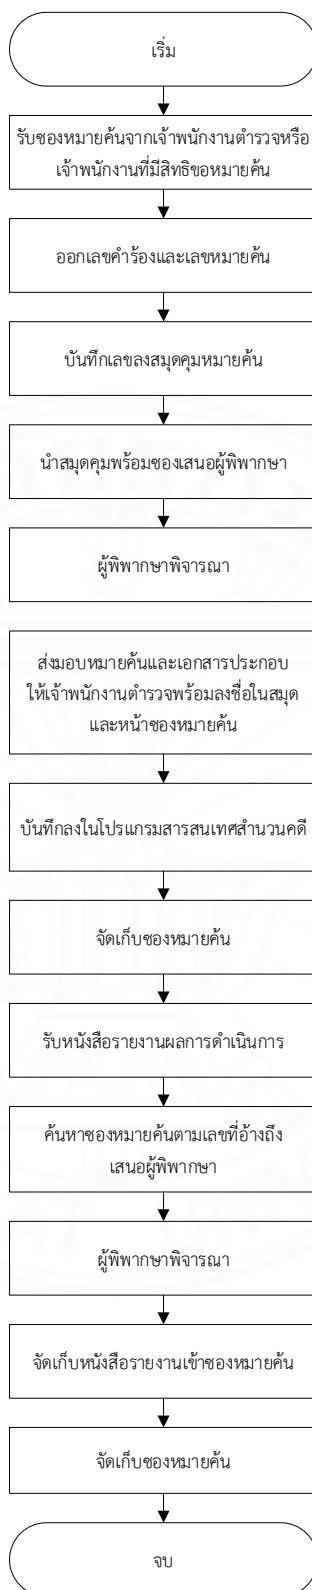 เริ่ม
รับซองหมายค้นจากเจ้าพนักงานตำรวจหรือ
เจ้าพนักงานที่มีสิทธิขอหมายค้น
ออกเลขคำร้องและเลขหมายค้น
บันทึกเลขลงสมุดคุมหมายค้น
นำสมุดคุมพร้อมซองเสนอผู้พิพากษา
ผู้พิพากษาพิจารณา
ส่งมอบหมายค้นและเอกสารประกอบ
ให้เจ้าพนักงานตำรวจพร้อมลงชื่อในสมุด
และหน้าซองหมายค้น
บันทึกลงในโปรแกรมสารสนเทศสำนวนคดี
จัดเก็บซองหมายค้น
รับหนังสือรายงานผลการดำเนินการ
ค้นหาซองหมายค้นตามเลขที่อ้างถึง
เสนอผู้พิพากษา
ผู้พิพากษาพิจารณา
จัดเก็บหนังสือรายงานเข้าซองหมายค้น
จัดเก็บซองหมายค้น
จบ